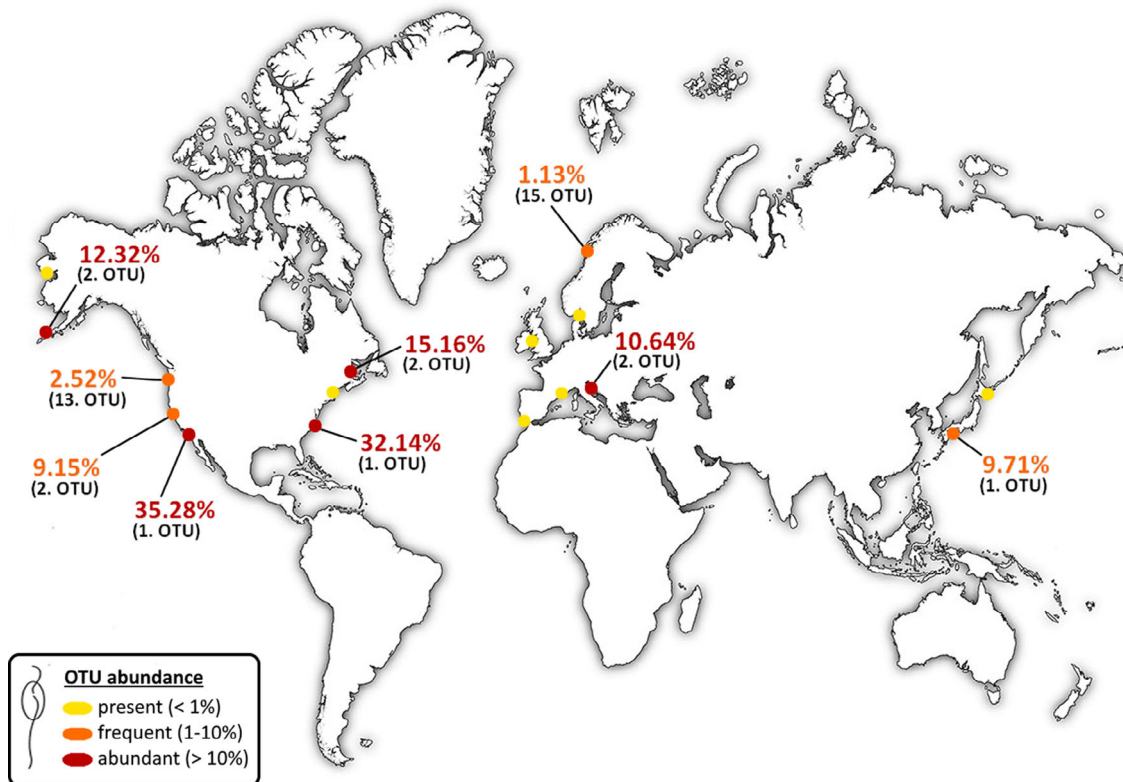 1.13%
(15. OTU)
12.32%
(2. OTU)
15.16%
(2. OTU)
10.64%
(2. OTU)
2.52%
(13. OTU)
32.14%
(1. OTU)
9.15%
(2. OTU)
9.71%
(1. OTU)
35.28%
(1. OTU)
OTU abundance
present (< 1%)
frequent (1-10%)
abundant (> 10%)